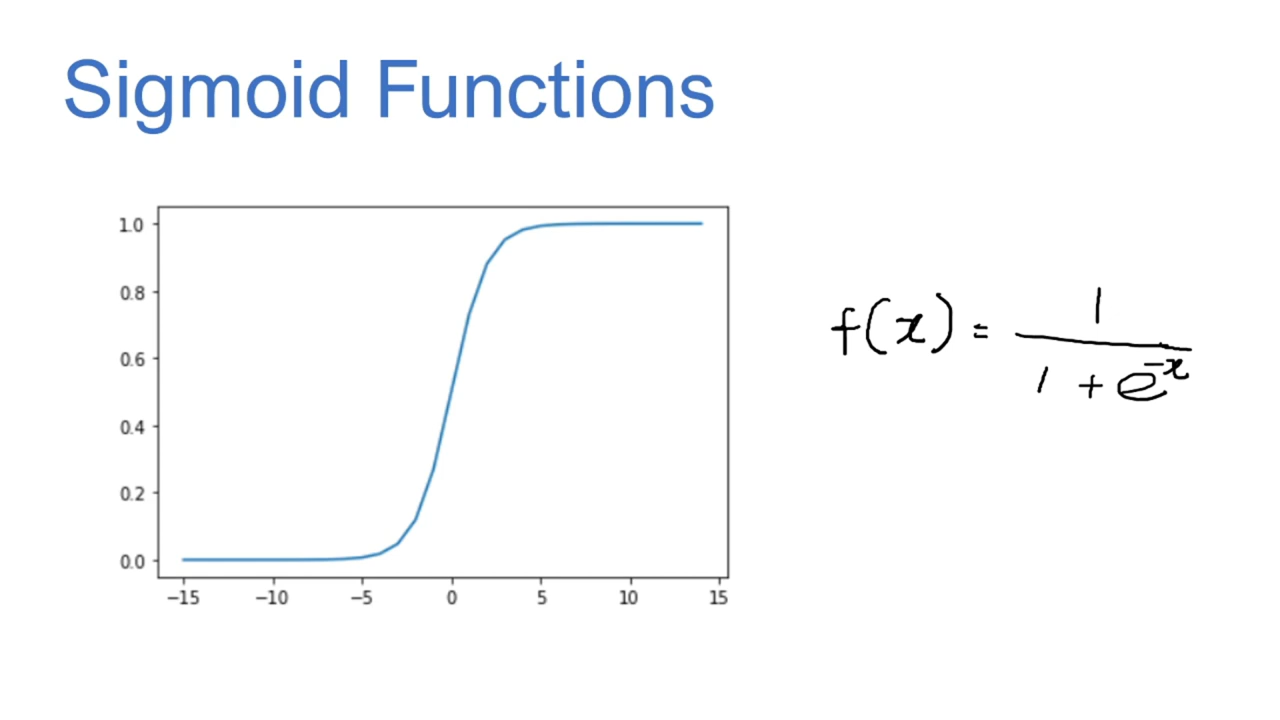 Sigmoid Functions
1.0
0.8
0.6
0.4
0.2
0.0
−15 −10 −5 0 5 10 15
f(x) = 1
1 + e^-x